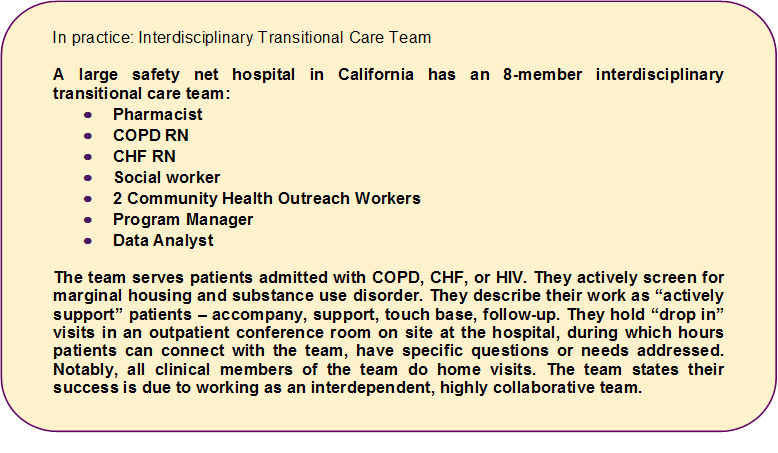 In practice: Interdisciplinary Transitional Care Team
A large safety net hospital in California has an 8-member interdisciplinary
transitional care team:
• Pharmacist
• COPD RN
• CHF RN
• Social worker
• 2 Community Health Outreach Workers
• Program Manager
• Data Analyst
The team serves patients admitted with COPD, CHF, or HIV. They actively screen for
marginal housing and substance use disorder. They describe their work as “actively
support” patients – accompany, support, touch base, follow-up. They hold “drop in”
visits in an outpatient conference room on site at the hospital, during which hours
patients can connect with the team, have specific questions or needs addressed.
Notably, all clinical members of the team do home visits. The team states their
success is due to working as an interdependent, highly collaborative team.